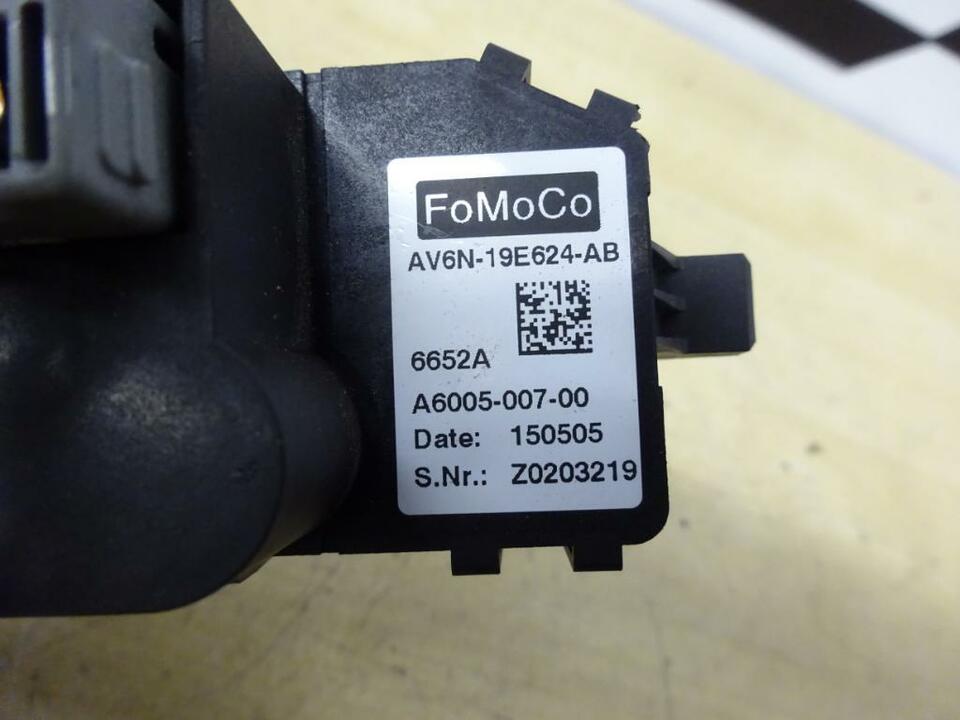 FoMoCo
AV6N-19E624-AB
6652A
A6005-007-00
Date: 150505
S.Nr.: Z0203219